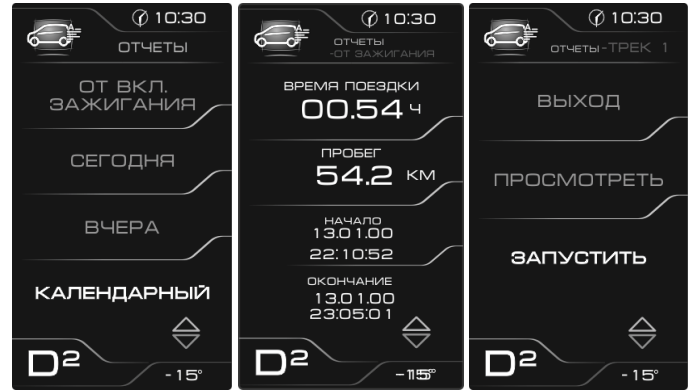 10:30
ОТЧЕТЫ
ОТ ВКЛ.
ЗАЖИГАНИЯ
СЕГОДНЯ
ВЧЕРА
КАЛЕНДАРНЫЙ
D2
-15°
10:30
ОТЧЕТЫ
-ОТ ЗАЖИГАНИЯ
ВРЕМЯ ПОЕЗДКИ
00.54 Ч
ПРОБЕГ
54.2 КМ
НАЧАЛО
13.01.00
22:10:52
ОКОНЧАНИЕ
13.01.00
23:05:01
D2
10:30
ОТЧЕТЫ-ТРЕК 1
ВЫХОД
ПРОСМОТРЕТЬ
ЗАПУСТИТЬ
D2
-15°